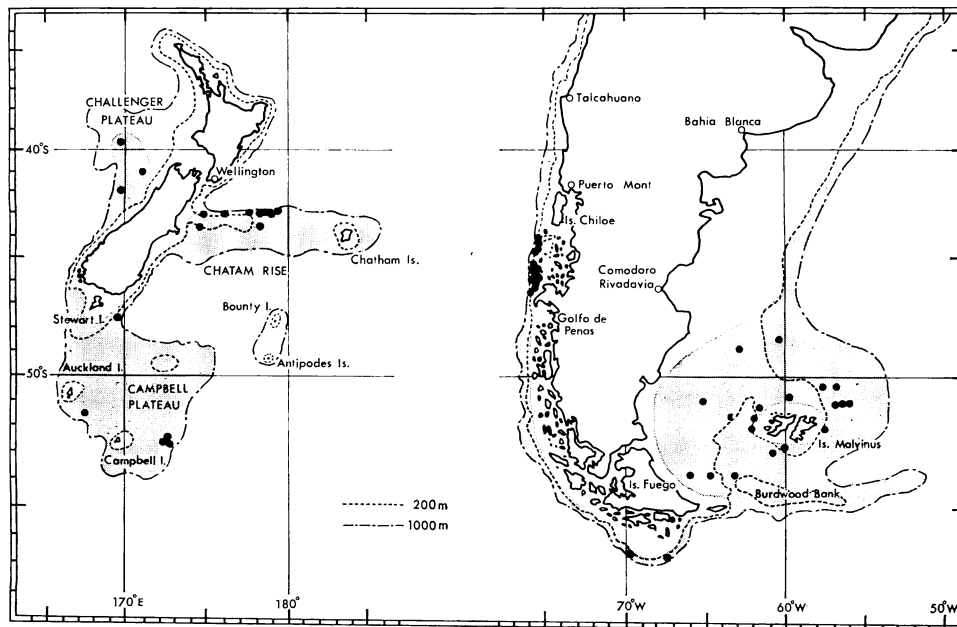 CHALLENGER
PLATEAU
40°S
Wellington
CHATAM RISE
Chatham Is.
Stewart I.
Bounty I.
Auckland I.
Antipodes Is.
50°S
CAMPBELL
PLATEAU
Campbell I.
170°E
180°
200m
1000m
Talcahuano
Bahia Blanca
Puerto Mont
Is. Chiloe
Comodoro
Rivadavia
Golfo de
Penas
Is. Malvinus
Is. Fuego
Burdwood Bank
70°W
60°W
50°W